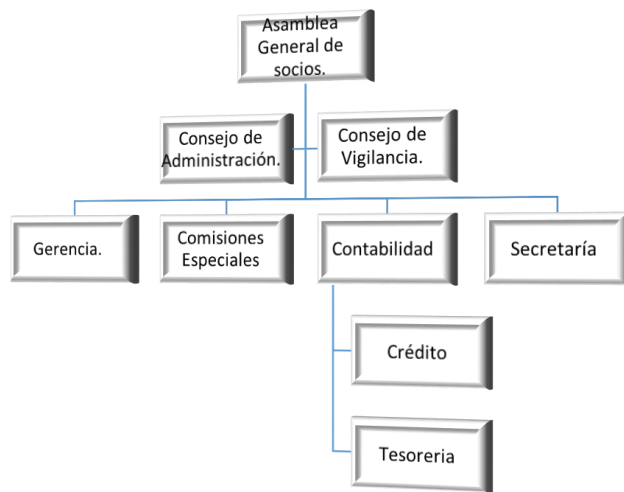 Asamblea
General de
socios.
Consejo de
Administración.
Consejo de
Vigilancia.
Gerencia.
Comisiones
Especiales
Contabilidad
Secretaría
Crédito
Tesoreria